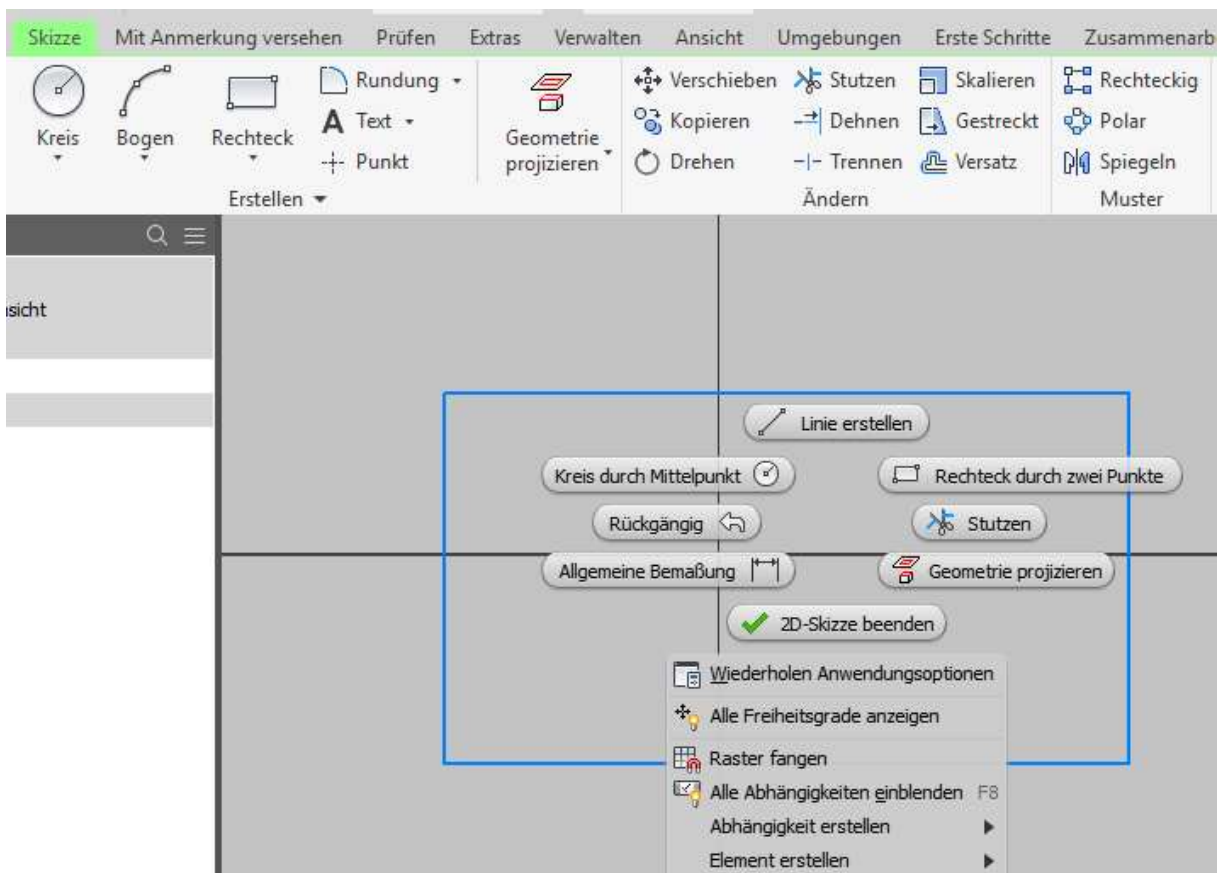 Skizze Mit Anmerkung versehen Prüfen Extras Verwalten Ansicht Umgebungen Erste Schritte Zusammenarb
Kreis
Bogen
Rechteck
Rundung
Text
Punkt
Erstellen
Geometrie
projizieren
Verschieben Stutzen Skalieren
Kopieren Dehnen Gestreckt
Drehen Trennen Versatz
Ändern
Rechteckig
Polar
Spiegeln
Muster
sicht
Linie erstellen
Kreis durch Mittelpunkt
Rechteck durch zwei Punkte
Rückgängig
Stutzen
Allgemeine Bemaßung
Geometrie projizieren
2D-Skizze beenden
Wiederholen Anwendungsoptionen
Alle Freiheitsgrade anzeigen
Raster fangen
Alle Abhängigkeiten einblenden F8
Abhängigkeit erstellen
Element erstellen